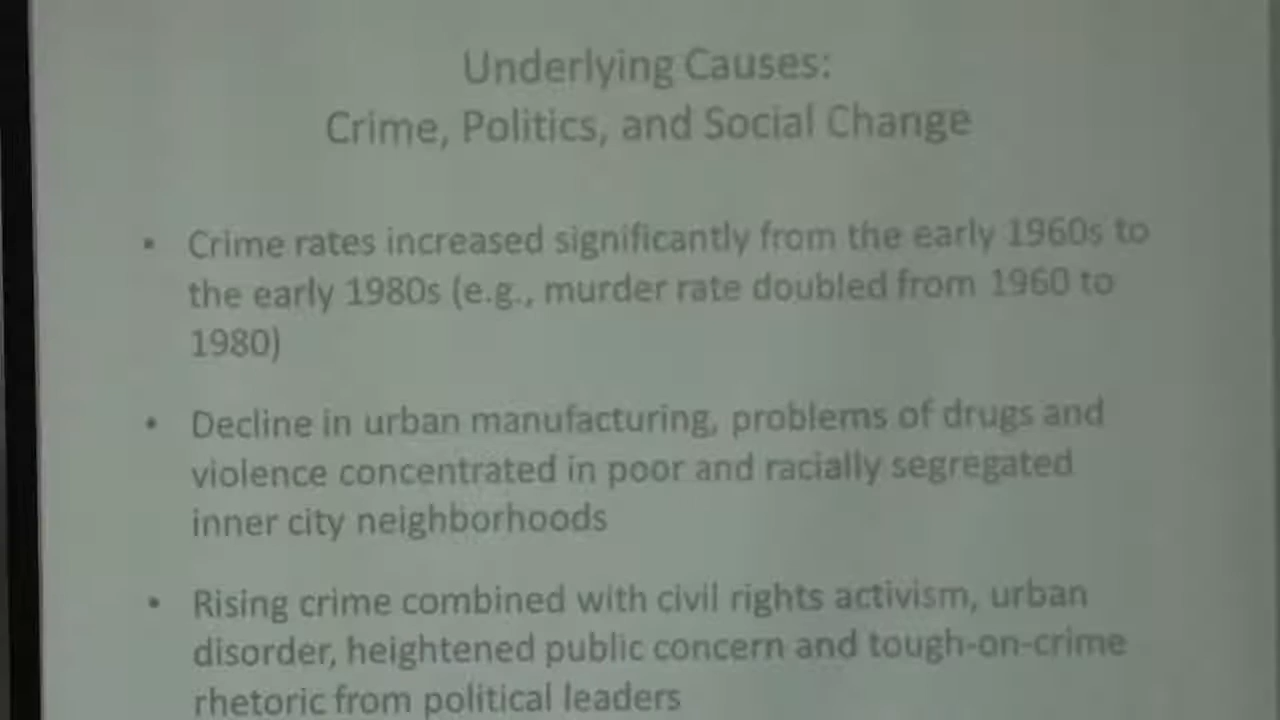 Underlying Causes:
Crime, Politics, and Social Change
• Crime rates increased significantly from the early 1960s to
the early 1980s (e.g., murder rate doubled from 1960 to
1980)
• Decline in urban manufacturing, problems of drugs and
violence concentrated in poor and racially segregated
inner city neighborhoods
• Rising crime combined with civil rights activism, urban
disorder, heightened public concern and tough-on-crime
rhetoric from political leaders